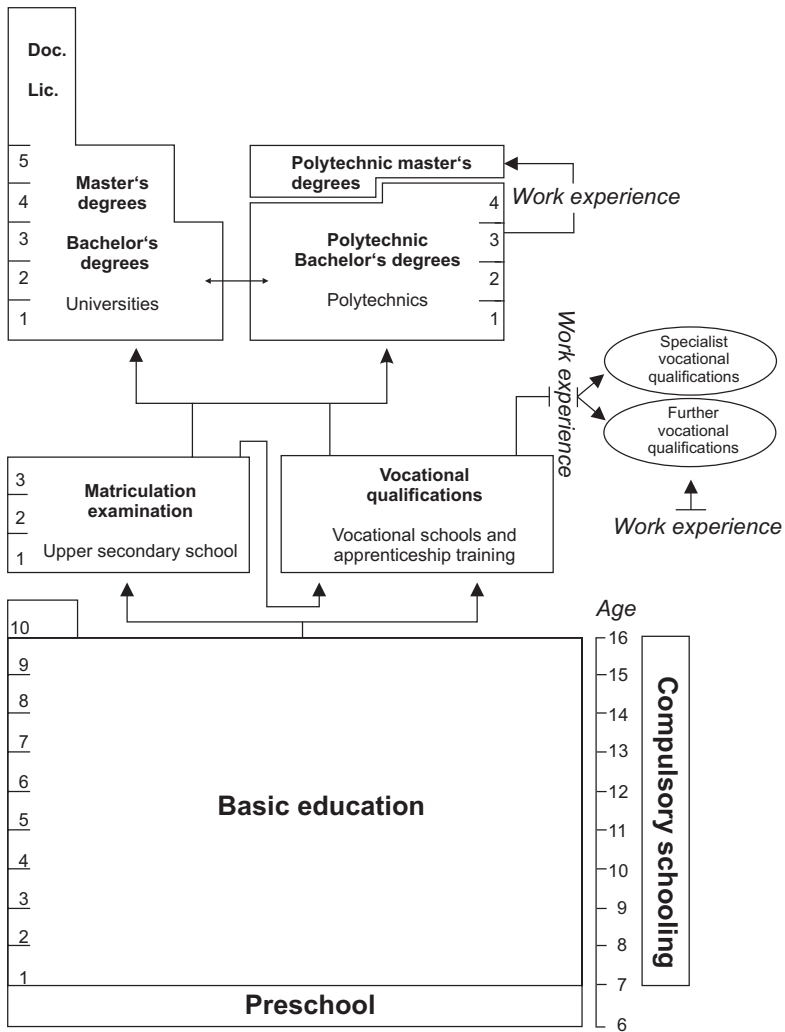 Doc.
Lic.
5
4
3
2
1
Master‘s
degrees
Bachelor‘s
degrees
Universities
Polytechnic master‘s
degrees
Work experience
4
3
2
1
Polytechnic
Bachelor‘s degrees
Polytechnics
Work experience
Specialist
vocational
qualifications
Further
vocational
qualifications
Work experience
3
2
1
Matriculation
examination
Upper secondary school
Vocational
qualifications
Vocational schools and
apprenticeship training
10
9
8
7
6
5
4
3
2
1
Basic education
Preschool
Age
16
15
14
13
12
11
10
9
8
7
6
Compulsory schooling